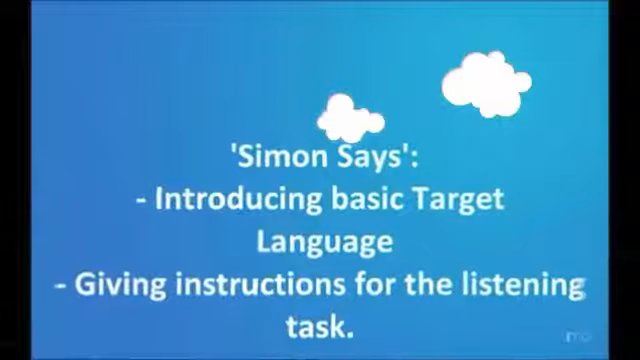 'Simon Says':
- Introducing basic Target
Language
- Giving instructions for the listening
task.